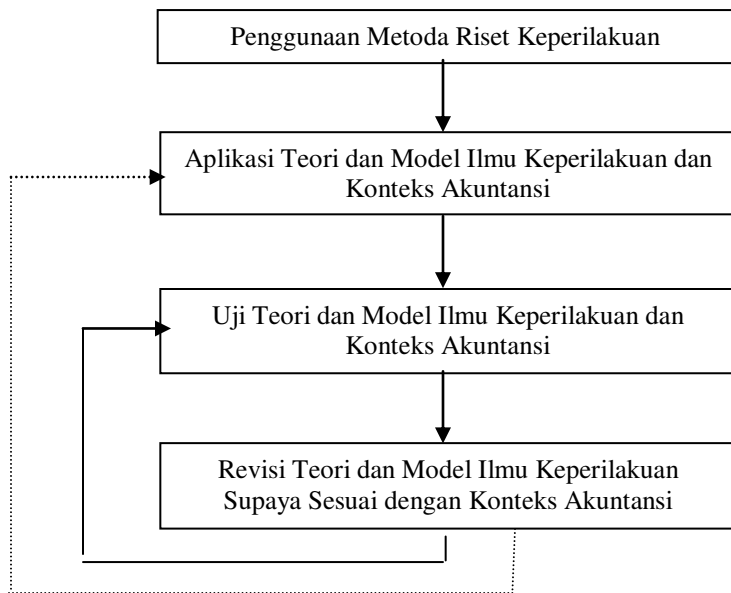 Penggunaan Metoda Riset Keperilakuan
Aplikasi Teori dan Model Ilmu Keperilakuan dan
Konteks Akuntansi
Uji Teori dan Model Ilmu Keperilakuan dan
Konteks Akuntansi
Revisi Teori dan Model Ilmu Keperilakuan
Supaya Sesuai dengan Konteks Akuntansi